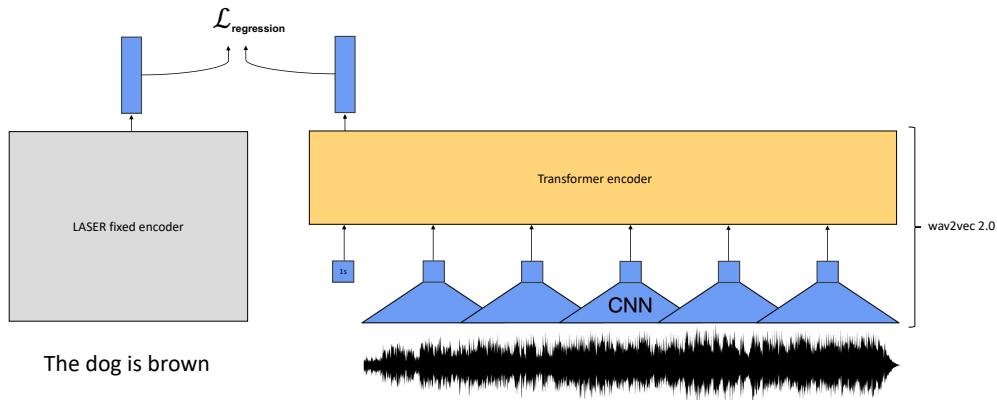 ℒregression
Transformer encoder
LASER fixed encoder
wav2vec 2.0
1s
CNN
The dog is brown